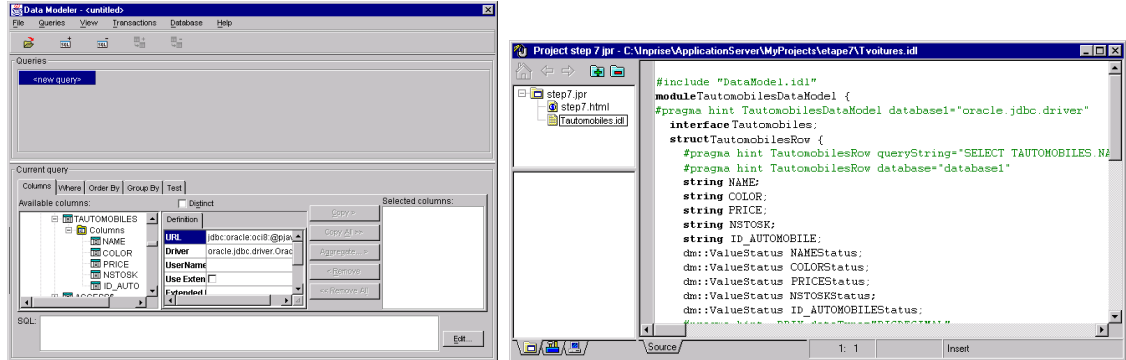 Data Modeler - <untitled>
File Queries View Transactions Database Help
Queries
<new query>
Current query
Columns Where Order By Group By Test
Available columns:
Distinct
Selected columns:
TAUTOMOBILES
Columns
NAME
COLOR
PRICE
NSTOSK
ID_AUTO
Definition
URL jdbc:oracle:oci8:@pjav
Driver oracle.jdbc.driver.Orac
UserName
Use Exten
Extended
Copy >
Copy All >>
Aggregate... >
< Remove
<< Remove All
SQL:
Edit...
Project step 7 jpr - C:\Inprise\ApplicationServer\MyProjects\etape7\Tvoitures.idl
step7.jpr
step7.html
Tautomobiles.idl
#include "DataModel.idl"
moduleTautomobilesDataModel {
#pragma hint TautomobilesDataModel database1="oracle.jdbc.driver"
interface Tautomobiles;
structTautomobilesRow {
#pragma hint TautomobilesRow queryString="SELECT TAUTOMOBILES.NA
#pragma hint TautomobilesRow database="database1"
string NAME;
string COLOR;
string PRICE;
string NSTOSK;
string ID_AUTOMOBILE;
dm::ValueStatus NAMEStatus;
dm::ValueStatus COLORStatus;
dm::ValueStatus PRICEStatus;
dm::ValueStatus NSTOSKStatus;
dm::ValueStatus ID_AUTOMOBILEStatus;
Source
1: 1
Insert